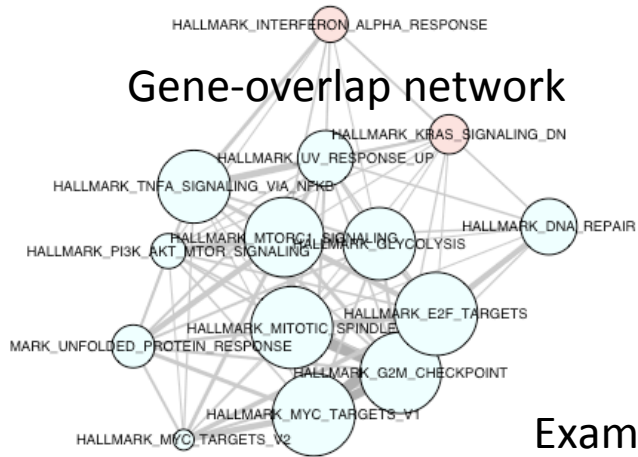 HALLMARK_INTERFERON_ALPHA_RESPONSE
Gene-overlap network
HALLMARK_KRAS_SIGNALING_DN
HALLMARK_UV_RESPONSE_UP
HALLMARK_TNFA_SIGNALING_VIA_NFKB
HALLMARK_DNA_REPAIR
HALLMARK_MTORC1_SIGNALING
HALLMARK_GLYCOLYSIS
HALLMARK_PI3K_AKT_MTOR_SIGNALING
HALLMARK_E2F_TARGETS
HALLMARK_MITOTIC_SPINDLE
MARK_UNFOLDED_PROTEIN_RESPONSE
HALLMARK_G2M_CHECKPOINT
HALLMARK_MYC_TARGETS_V1
HALLMARK_MYC_TARGETS_V2
Exam